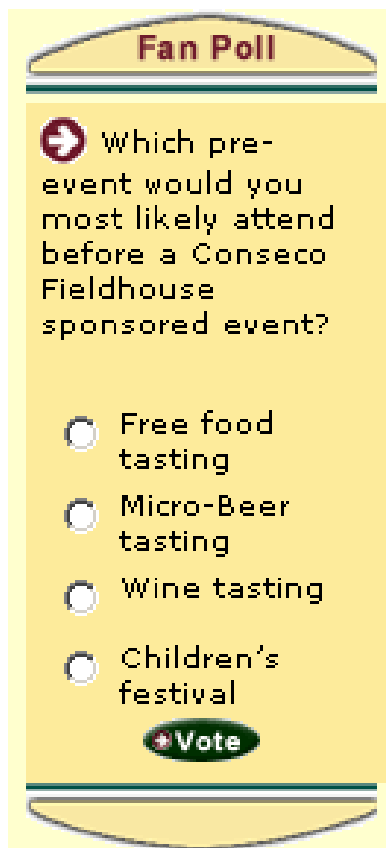 Fan Poll
Which pre-
event would you
most likely attend
before a Conseco
Fieldhouse
sponsored event?
Free food
tasting
Micro-Beer
tasting
Wine tasting
Children's
festival
Vote